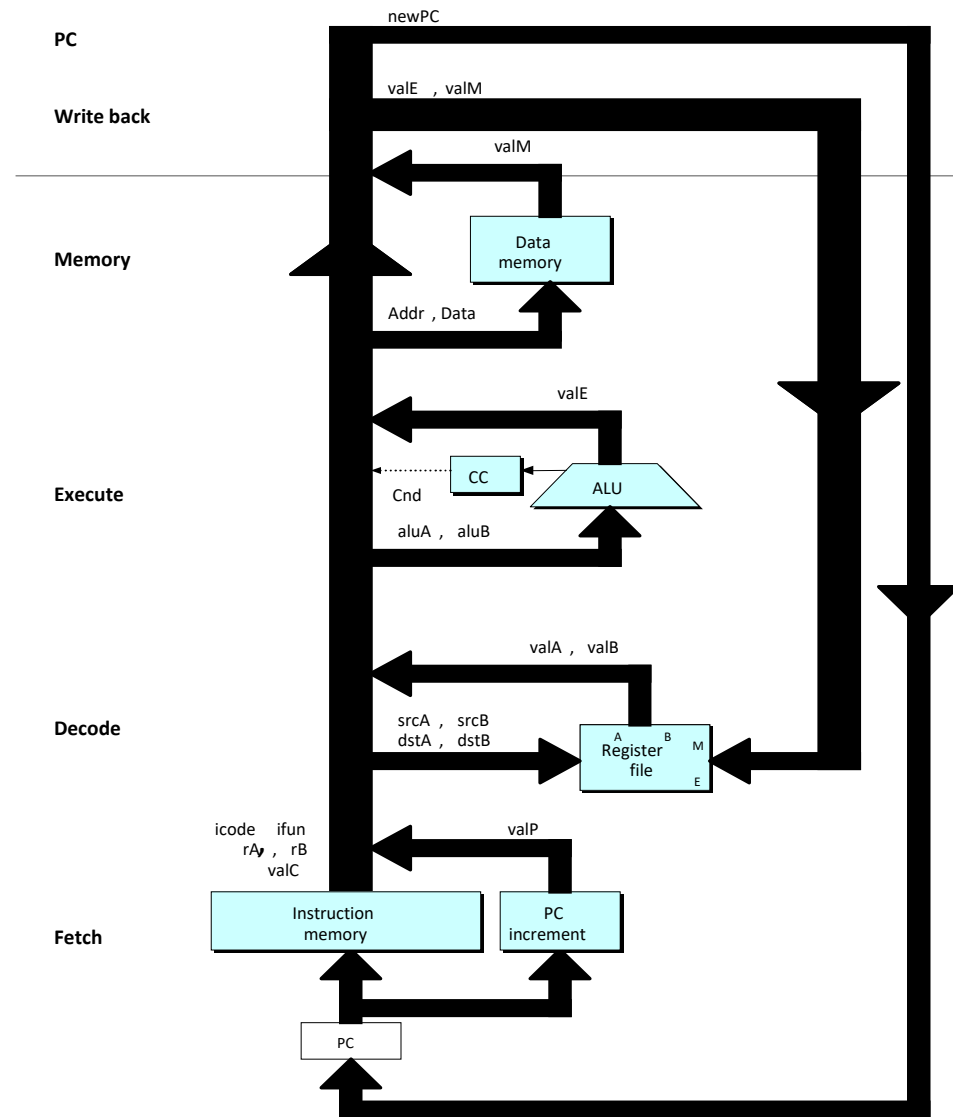 newPC
PC
valE , valM
Write back
valM
Memory
Data
memory
Addr , Data
valE
CC
ALU
Execute
Cnd
aluA , aluB
valA , valB
Decode
srcA , srcB
dstA , dstB
A B
Register
M
file
E
icode ifun
rA, , rB
valC
valP
Instruction
memory
PC
increment
Fetch
PC